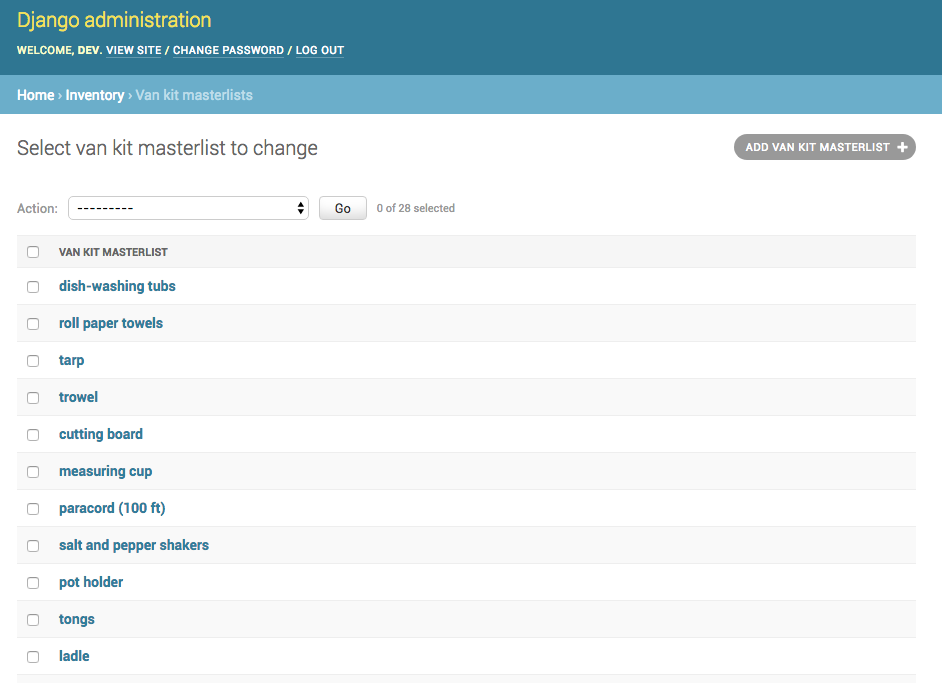 Django administration
WELCOME, DEV. VIEW SITE / CHANGE PASSWORD / LOG OUT
Home › Inventory › Van kit masterlists
Select van kit masterlist to change
ADD VAN KIT MASTERLIST +
Action: --------- Go 0 of 28 selected
VAN KIT MASTERLIST
dish-washing tubs
roll paper towels
tarp
trowel
cutting board
measuring cup
paracord (100 ft)
salt and pepper shakers
pot holder
tongs
ladle